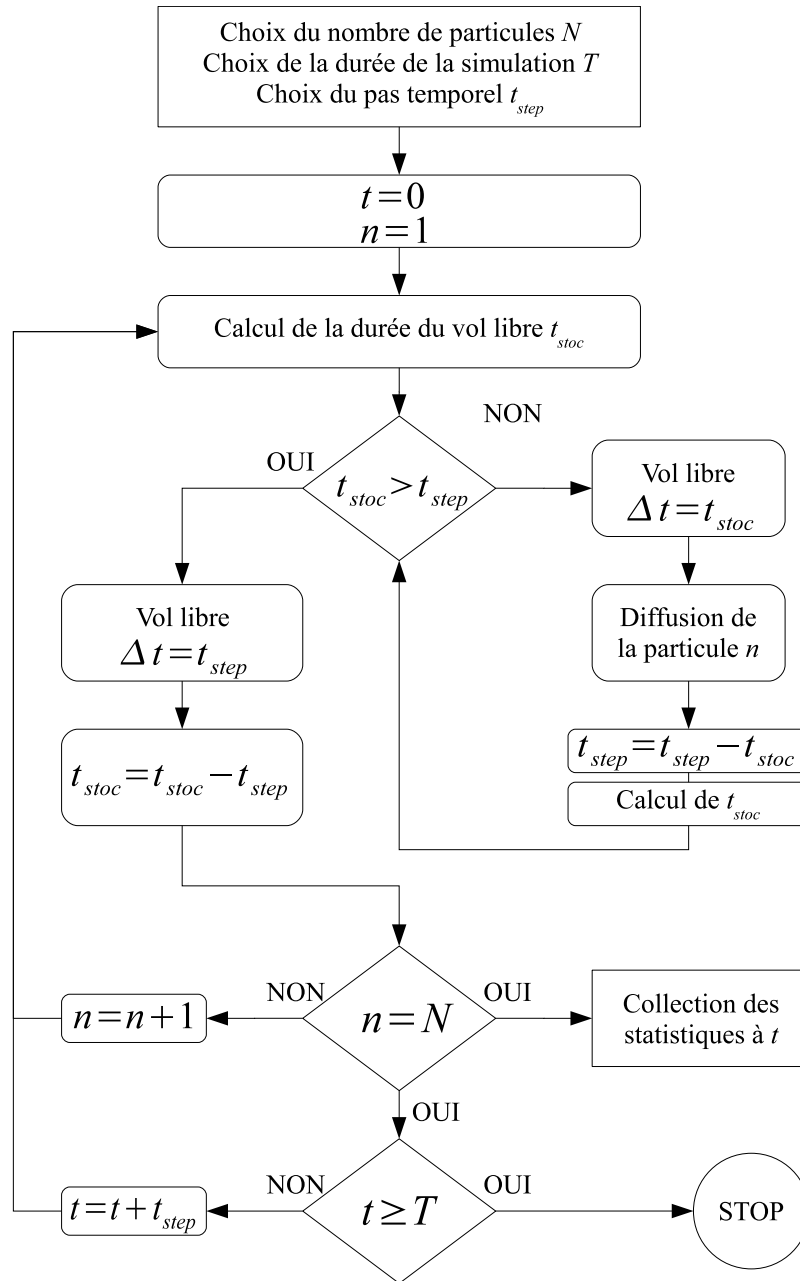 Choix du nombre de particules N
Choix de la durée de la simulation T
Choix du pas temporel t_step
t=0
n=1
Calcul de la durée du vol libre t_stoc
NON
OUI
t_stoc > t_step
Vol libre
Δt=t_stoc
Vol libre
Δt=t_step
Diffusion de
la particule n
t_stoc=t_stoc−t_step
t_step=t_step−t_stoc
Calcul de t_stoc
NON
OUI
n=n+1
n=N
Collection des
statistiques à t
OUI
NON
OUI
t=t+t_step
t≥T
STOP